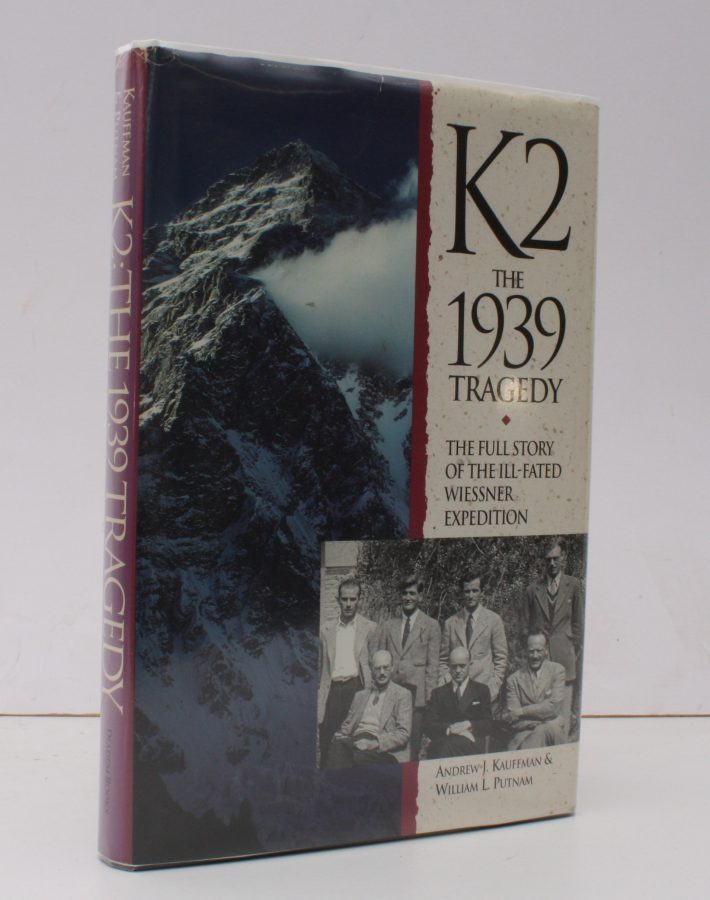 K2
THE
1939
TRAGEDY
THE FULL STORY
OF THE ILL-FATED
WIESSNER
EXPEDITION
ANDREW J. KAUFFMAN &
WILLIAM L. PUTNAM
KAUFFMAN
& PUTNAM
K2: THE 1939 TRAGEDY